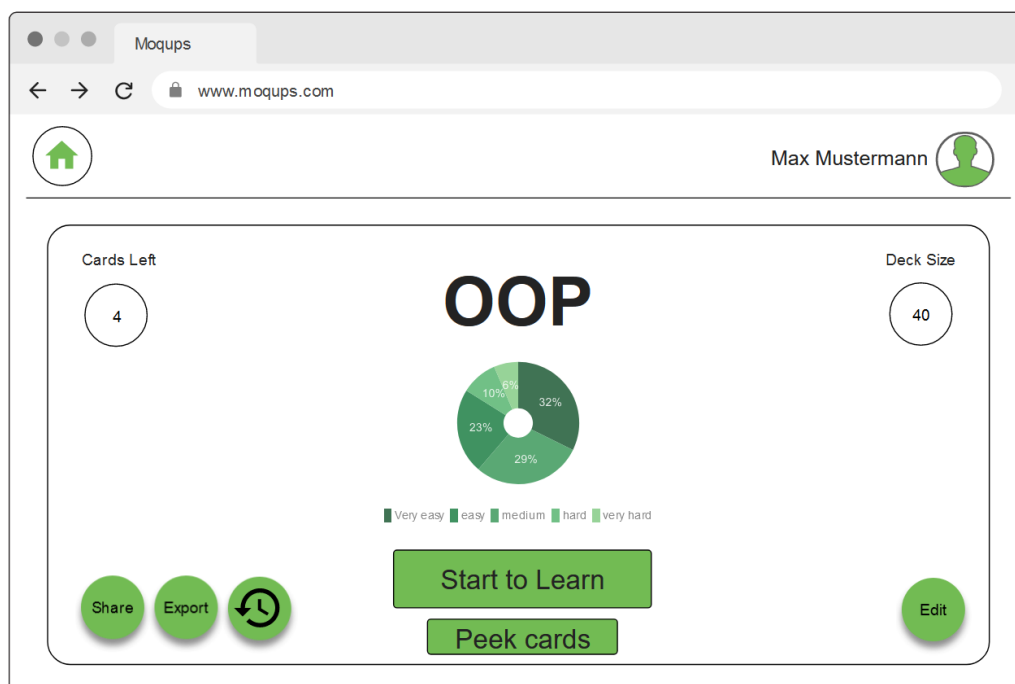 Moqups
www.moqups.com
Max Mustermann
Cards Left
Deck Size
4
OOP
40
6%
10%
32%
23%
29%
Very easy easy medium hard very hard
Start to Learn
Share
Export
Edit
Peek cards